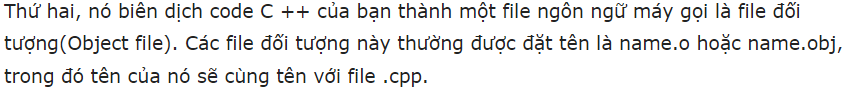 Thứ hai, nó biên dịch code C ++ của bạn thành một file ngôn ngữ máy gọi là file đối
tượng(Object file). Các file đối tượng này thường được đặt tên là name.o hoặc name.obj,
trong đó tên của nó sẽ cùng tên với file .cpp.